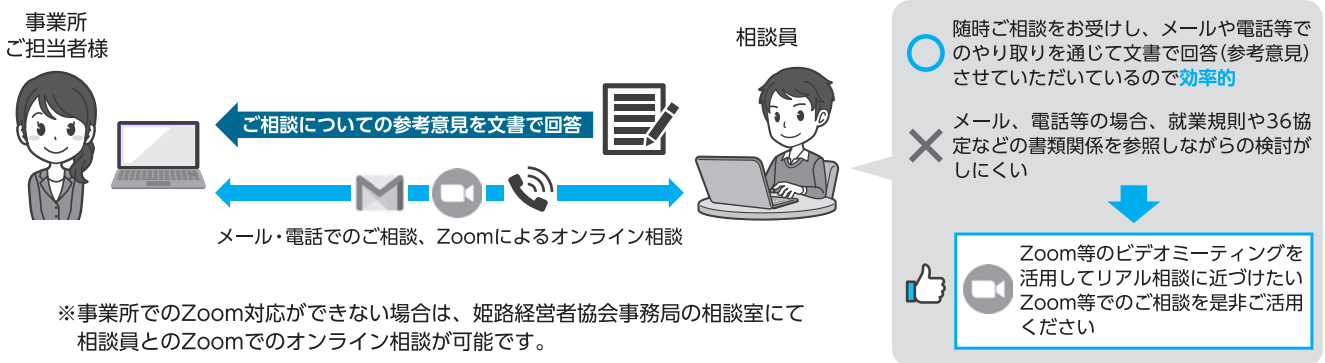 事業所
ご担当者様
相談員
ご相談についての参考意見を文書で回答
メール・電話でのご相談、Zoomによるオンライン相談
※事業所でのZoom対応ができない場合は、姫路経営者協会事務局の相談室にて
相談員とのZoomでのオンライン相談が可能です。
随時ご相談をお受けし、メールや電話等で
のやり取りを通じて文書で回答(参考意見)
させていただいているので効率的
メール、電話等の場合、就業規則や36協
定などの書類関係を参照しながらの検討が
しにくい
Zoom等のビデオミーティングを
活用してリアル相談に近づけたい
Zoom等でのご相談を是非ご活用
ください